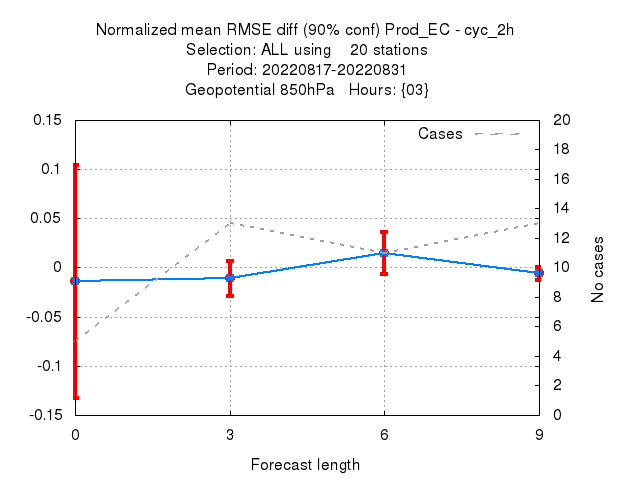 Normalized mean RMSE diff (90% conf) Prod_EC - cyc_2h
Selection: ALL using 20 stations
Period: 20220817-20220831
Geopotential 850hPa Hours: {03}
Cases
0.15
0.1
0.05
0
-0.05
-0.1
-0.15
20
18
16
14
12
10
8
6
4
2
0
No cases
0 3 6 9
Forecast length